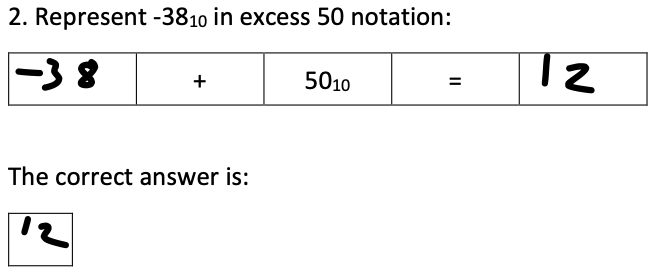 2. Represent -38₁₀ in excess 50 notation:
-38 + 50₁₀ = 12
The correct answer is:
12